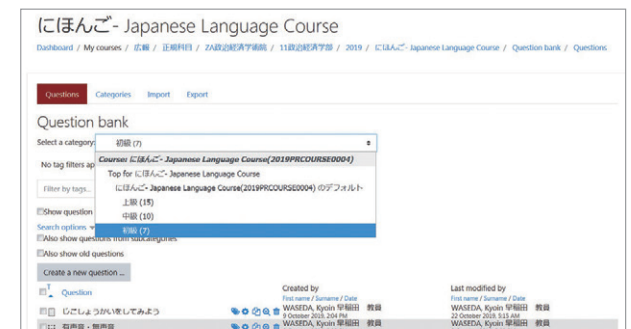 にほんご- Japanese Language Course
Dashboard / My courses / 広報 / 正規科目 / ZA政治経済学術院 / 11政治経済学部 / 2019 / にほんご- Japanese Language Course / Question bank / Questions
Questions Categories Import Export
Question bank
Select a category: 初級 (7)
Course: にほんご- Japanese Language Course(2019PRCOURSE0004)
No tag filters ap
Top for にほんご- Japanese Language Course
にほんご- Japanese Language Course(2019PRCOURSE0004) のデフォルト
Filter by tags...
上級 (15)
Show question
中級 (10)
初級 (7)
Search options
Also show questions from subcategories
Also show old questions
Create a new question ...
T Question Created by Last modified by
First name / Surname / Date First name / Surname / Date
じこしょうかいをしてみよう WASEDA, Kyoin 早稲田 教員 WASEDA, Kyoin 早稲田 教員
9 October 2019, 2:04 PM 22 October 2019, 5:15 AM
有声音・無声音 WASEDA, Kyoin 早稲田 教員 WASEDA, Kyoin 早稲田 教員